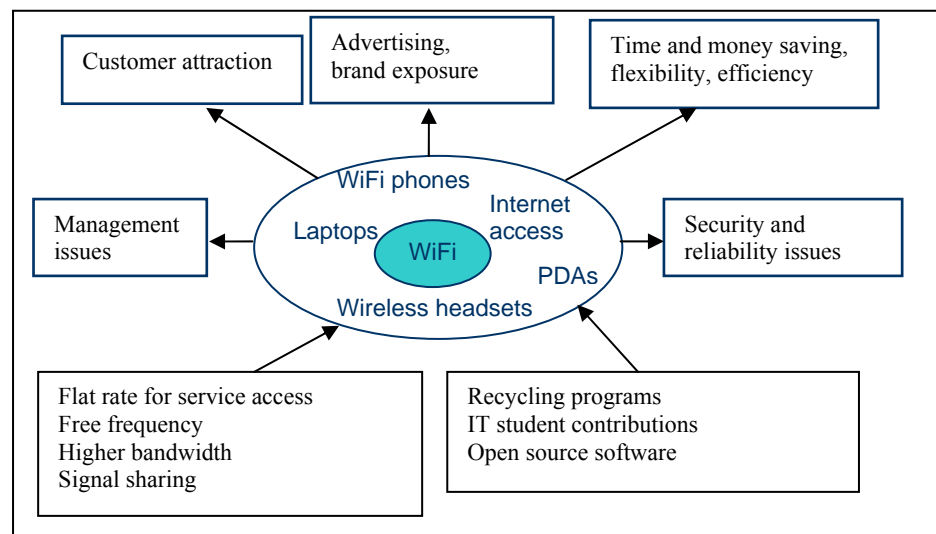 Customer attraction
Advertising,
brand exposure
Time and money saving,
flexibility, efficiency
Management
issues
WiFi phones
Laptops
Internet
access
WiFi
PDAs
Wireless headsets
Security and
reliability issues
Flat rate for service access
Free frequency
Higher bandwidth
Signal sharing
Recycling programs
IT student contributions
Open source software